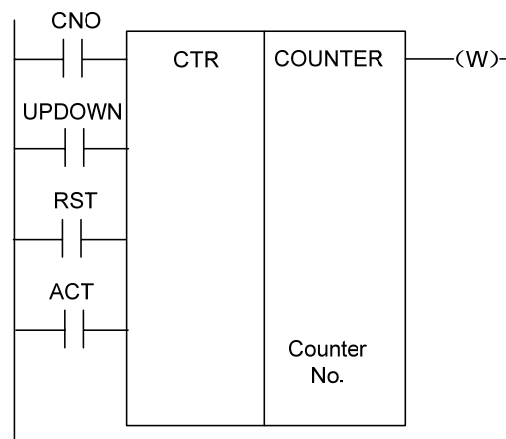 CNO
CTR
COUNTER
(W)
UPDOWN
RST
ACT
Counter
No.